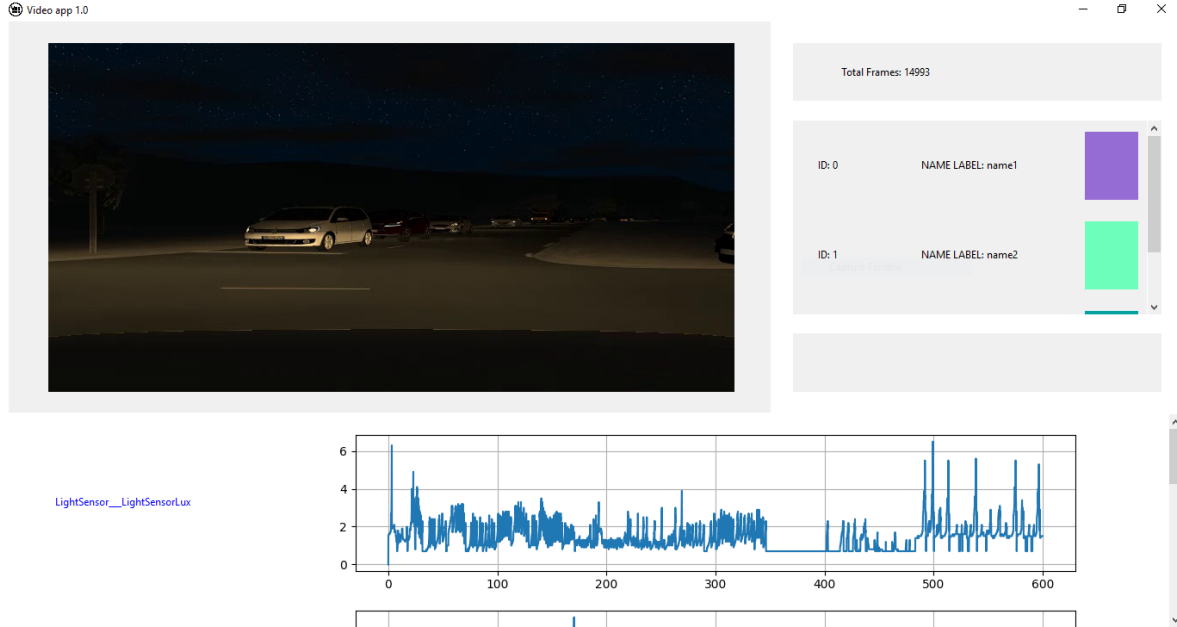 Video app 1.0
Total Frames: 14993
ID: 0 NAME LABEL: name1
ID: 1 NAME LABEL: name2
LightSensor__LightSensorLux
6
4
2
0
0 100 200 300 400 500 600